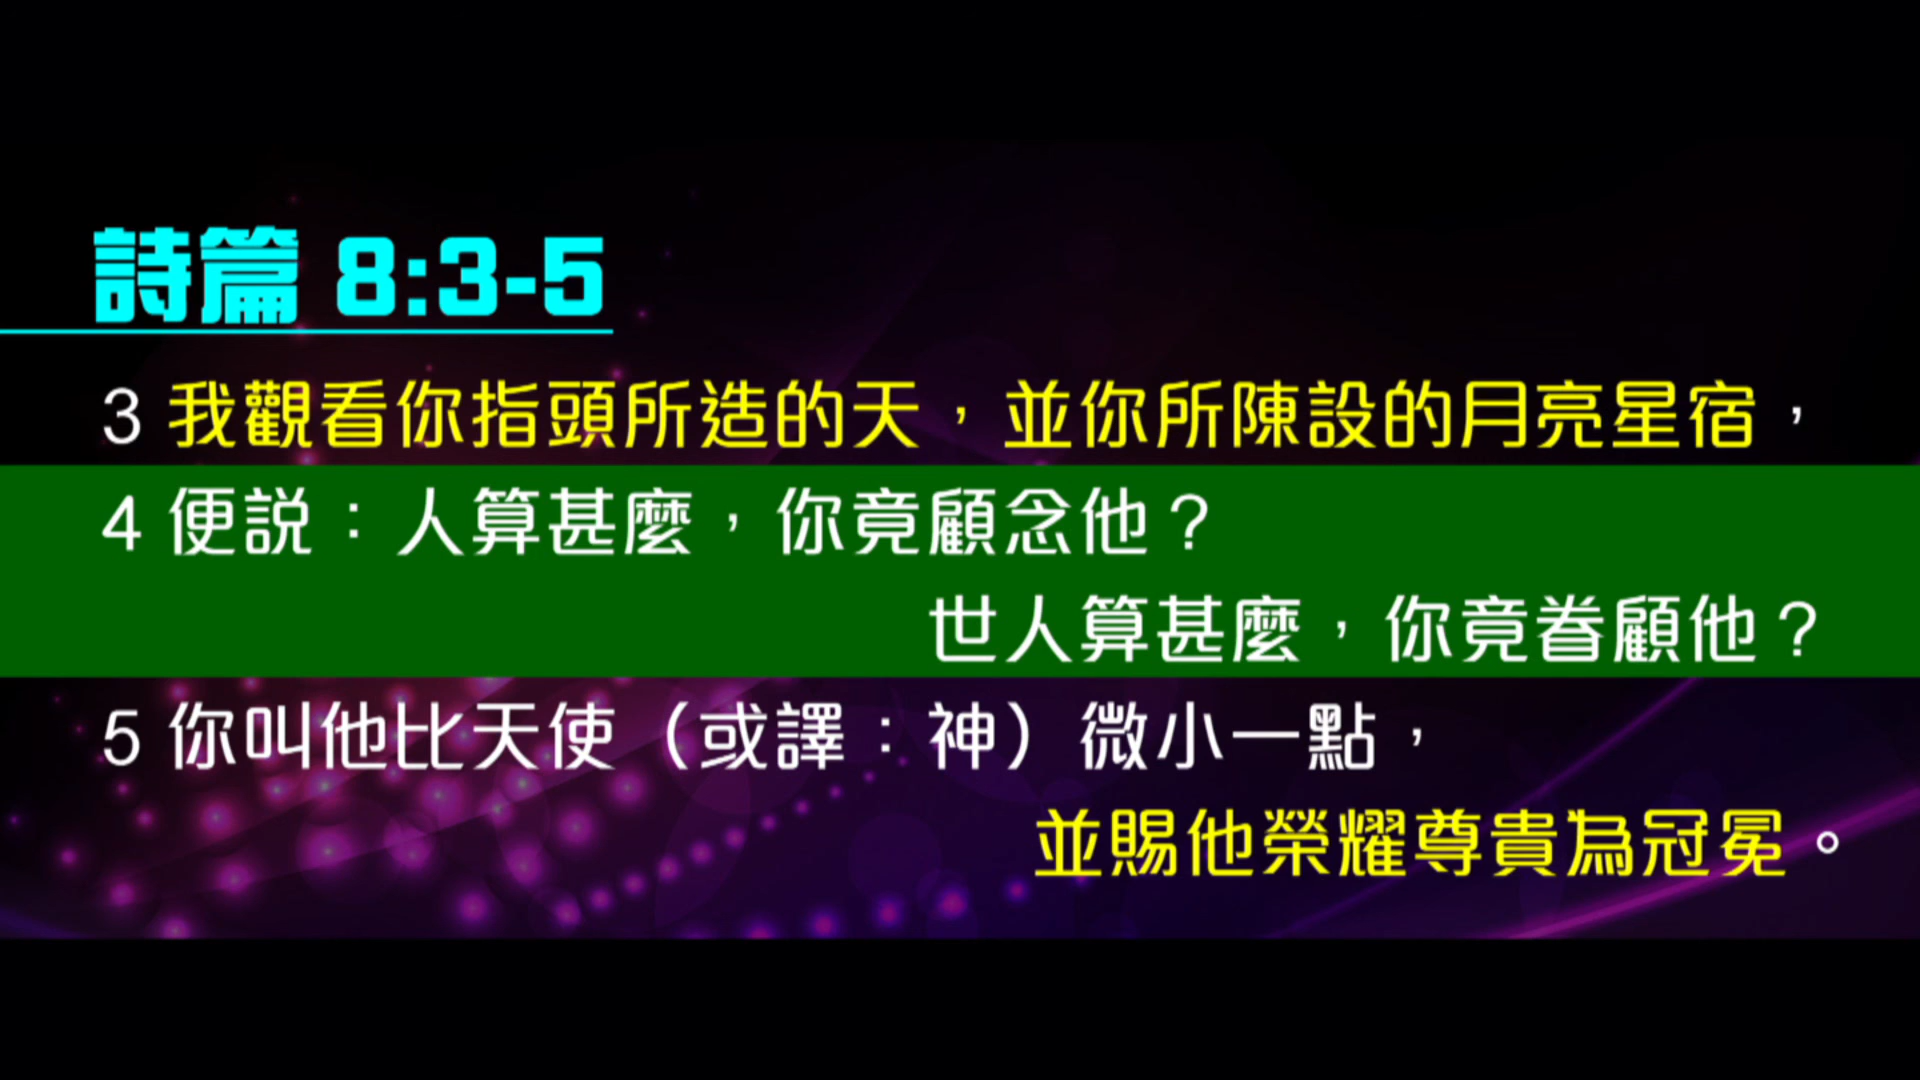 詩篇 8:3-5
3 我觀看你指頭所造的天，並你所陳設的月亮星宿，
4 便説：人算甚麼，你竟顧念他？
世人算甚麼，你竟眷顧他？
5 你叫他比天使（或譯：神）微小一點，
並賜他榮耀尊貴為冠冕。